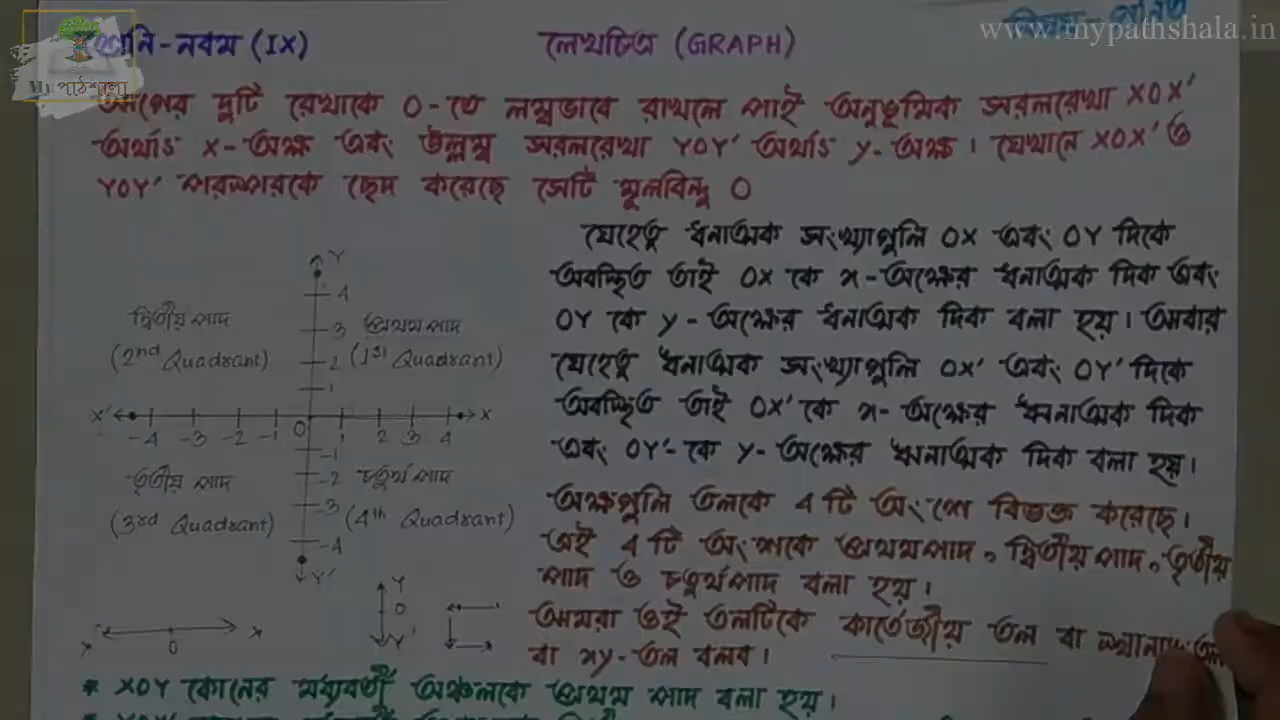 www.mypathshala.in
My পাঠশালা
শ্রেনি-নবম (IX)
লেখচিত্র (GRAPH)
দুটি রেখাকে O-তে লম্বভাবে রাখলে পাই অনুভূমিক সরলরেখা XOX'
অর্থাৎ x-অক্ষ এবং উল্লম্ব সরলরেখা YOY' অর্থাৎ y-অক্ষ। যেখানে XOX' ও
YOY' পরস্পরকে ছেদ করেছে সেটি মূলবিন্দু O
যেহেতু ধনাত্মক সংখ্যাগুলি OX এবং OY দিকে
অবস্থিত তাই OX কে x-অক্ষের ধনাত্মক দিক এবং
OY কে y-অক্ষের ধনাত্মক দিক বলা হয়। আবার
যেহেতু ধনাত্মক সংখ্যাগুলি OX' এবং OY' দিকে
অবস্থিত তাই OX' কে x-অক্ষের ঋনাত্মক দিক
এবং OY'-কে y-অক্ষের ঋনাত্মক দিক বলা হয়।
অক্ষগুলি তলকে 4 টি অংশে বিভক্ত করেছে।
এই 4 টি অংশকে প্রথমপাদ, দ্বিতীয়পাদ, তৃতীয়
পাদ ও চতুর্থপাদ বলা হয়।
আমরা ওই তলটিকে কার্তেজীয় তল বা
বা xy-তল বলব।
Y
4
3
2
1
দ্বিতীয় পাদ
(2nd Quadrant)
প্রথম পাদ
(1st Quadrant)
X' -4 -3 -2 -1 O 1 2 3 4 X
-1
-2
-3
-4
Y'
তৃতীয় পাদ
(3rd Quadrant)
চতুর্থ পাদ
(4th Quadrant)
X O X
Y
O
Y'
* XOY কোনের মধ্যবর্তী অঞ্চলকে প্রথম পাদ বলা হয়।